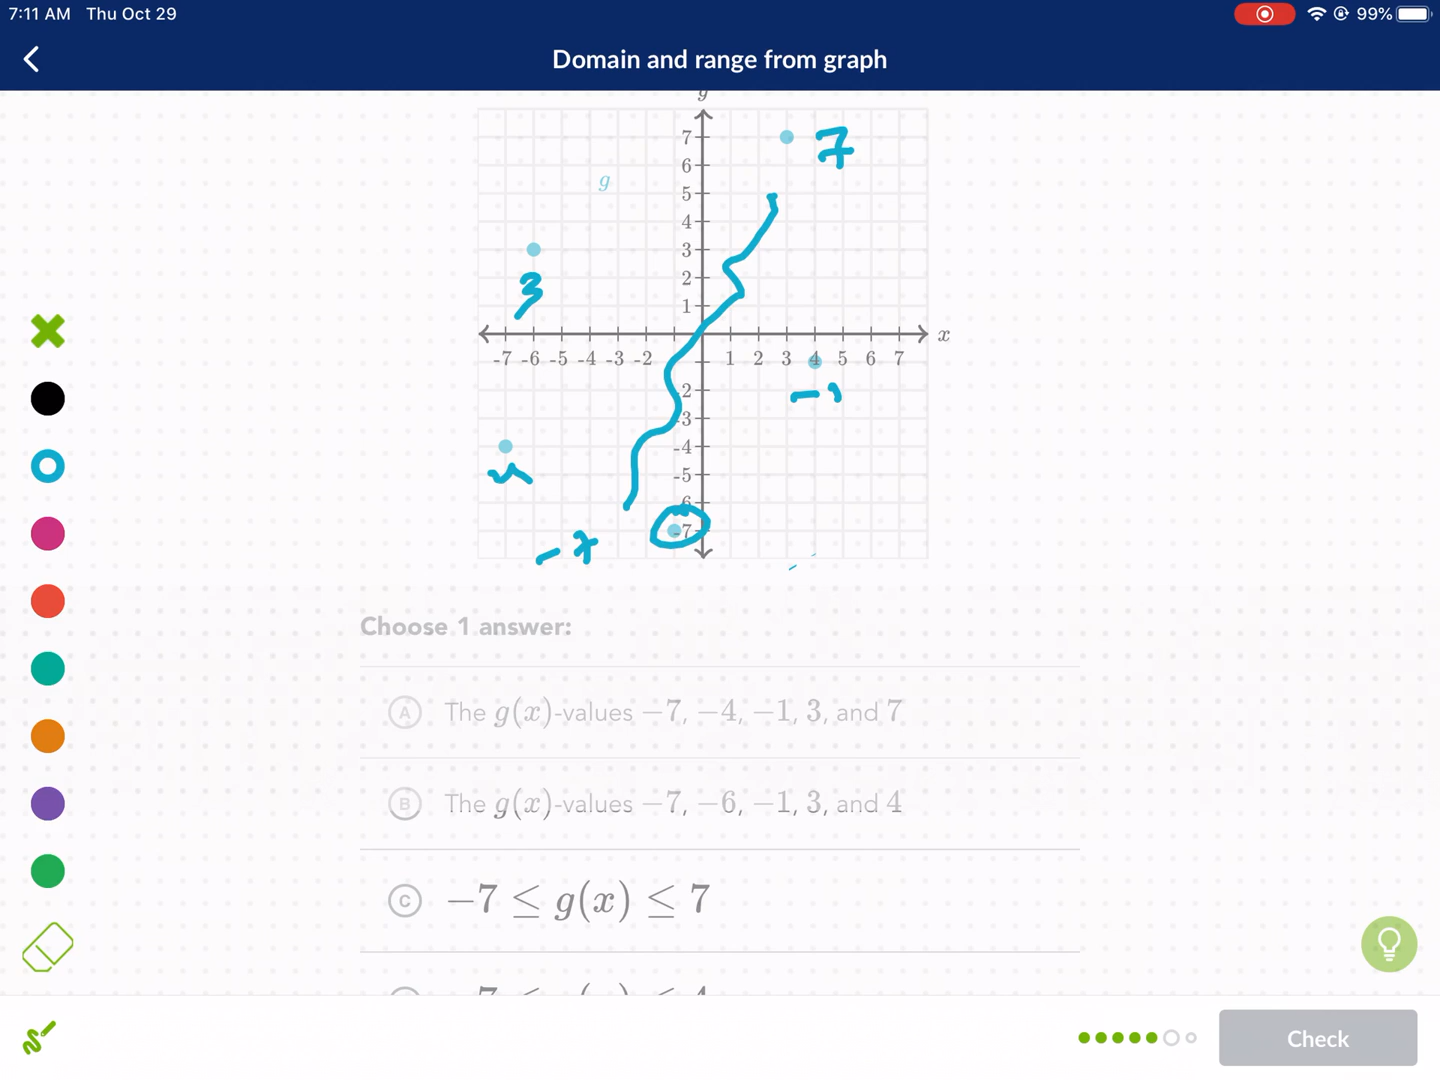 7:11 AM Thu Oct 29
99%
Domain and range from graph
y
7
7
6
g
5
4
3
2
3
1
x
-7 -6 -5 -4 -3 -2
1 2 3 4 5 6 7
2
-1
3
-4
-5
6
-7
-7
Choose 1 answer:
A The g(x)-values −7, −4, −1, 3, and 7
B The g(x)-values −7, −6, −1, 3, and 4
C −7 ≤ g(x) ≤ 7
Check